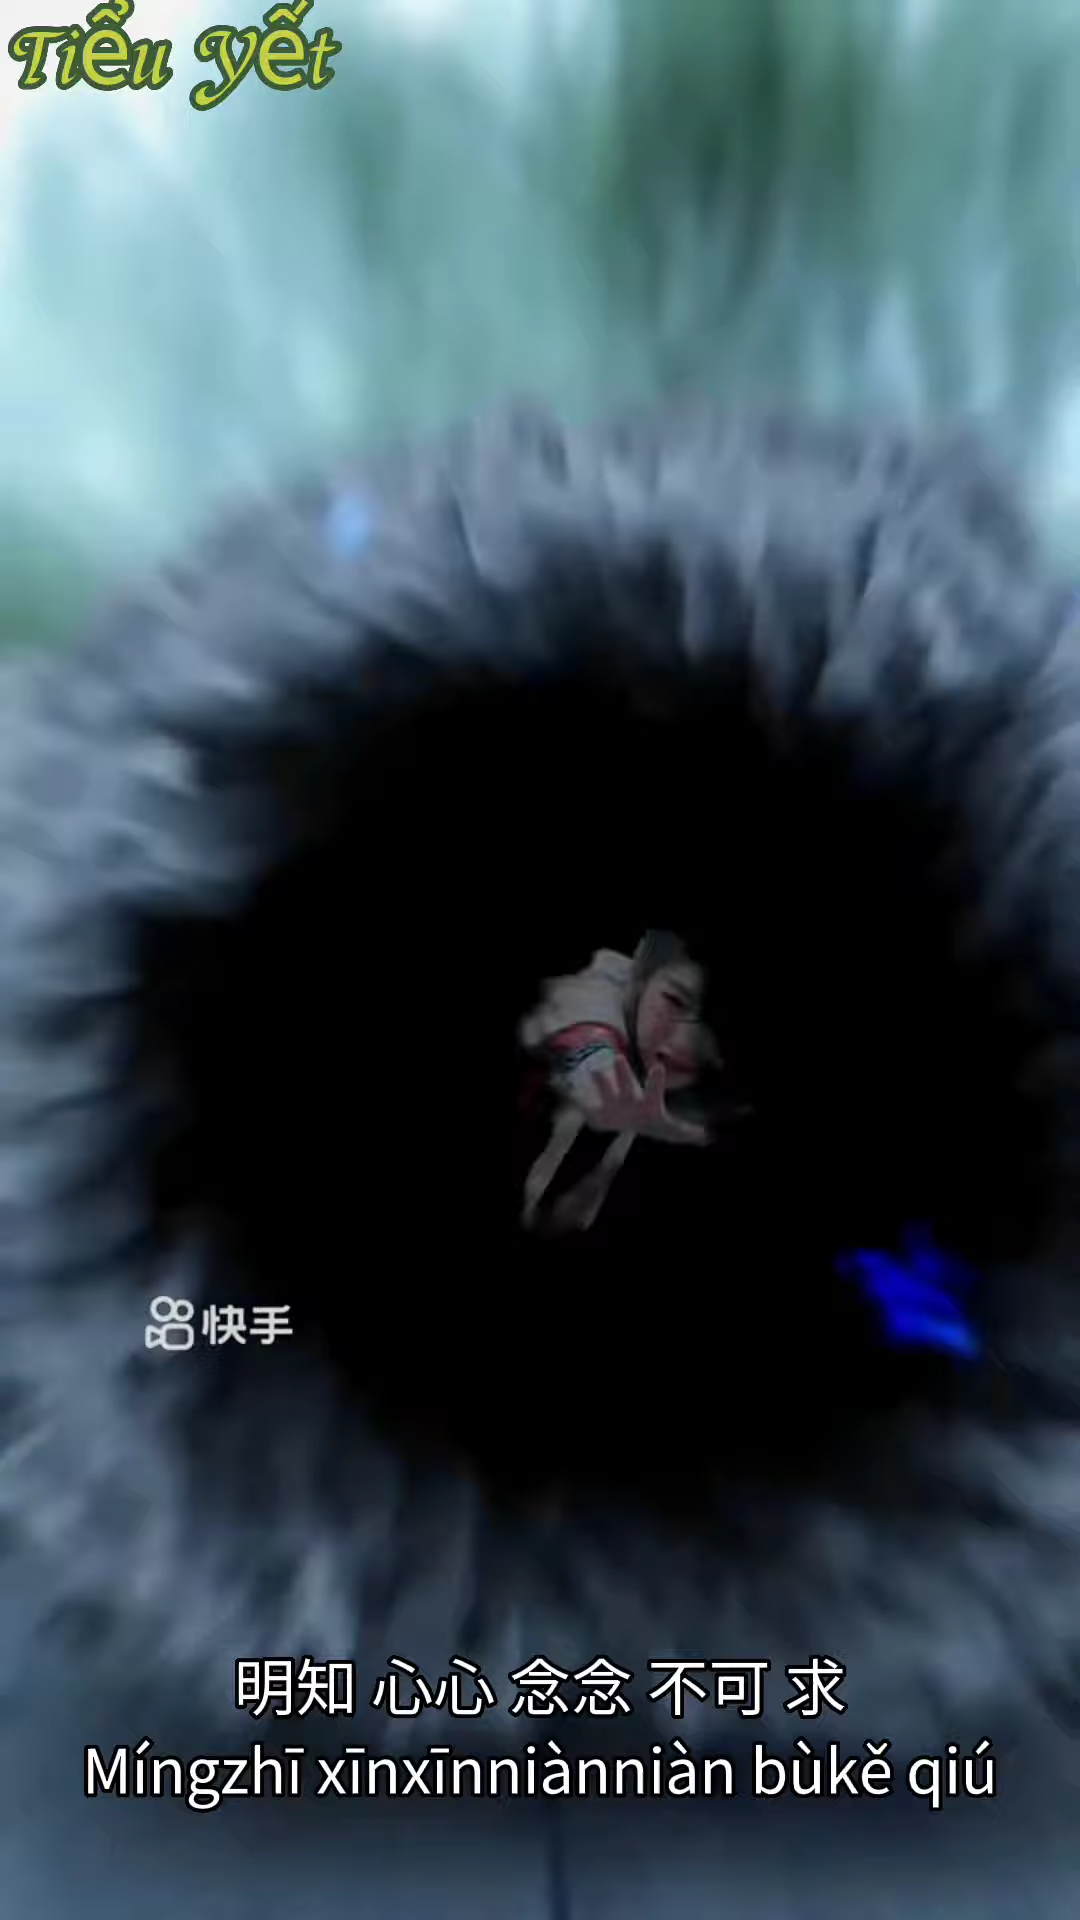 Tiểu Yết
快手
明知 心心 念念 不可 求
Míngzhī xīnxīnniànniàn bùkě qiú